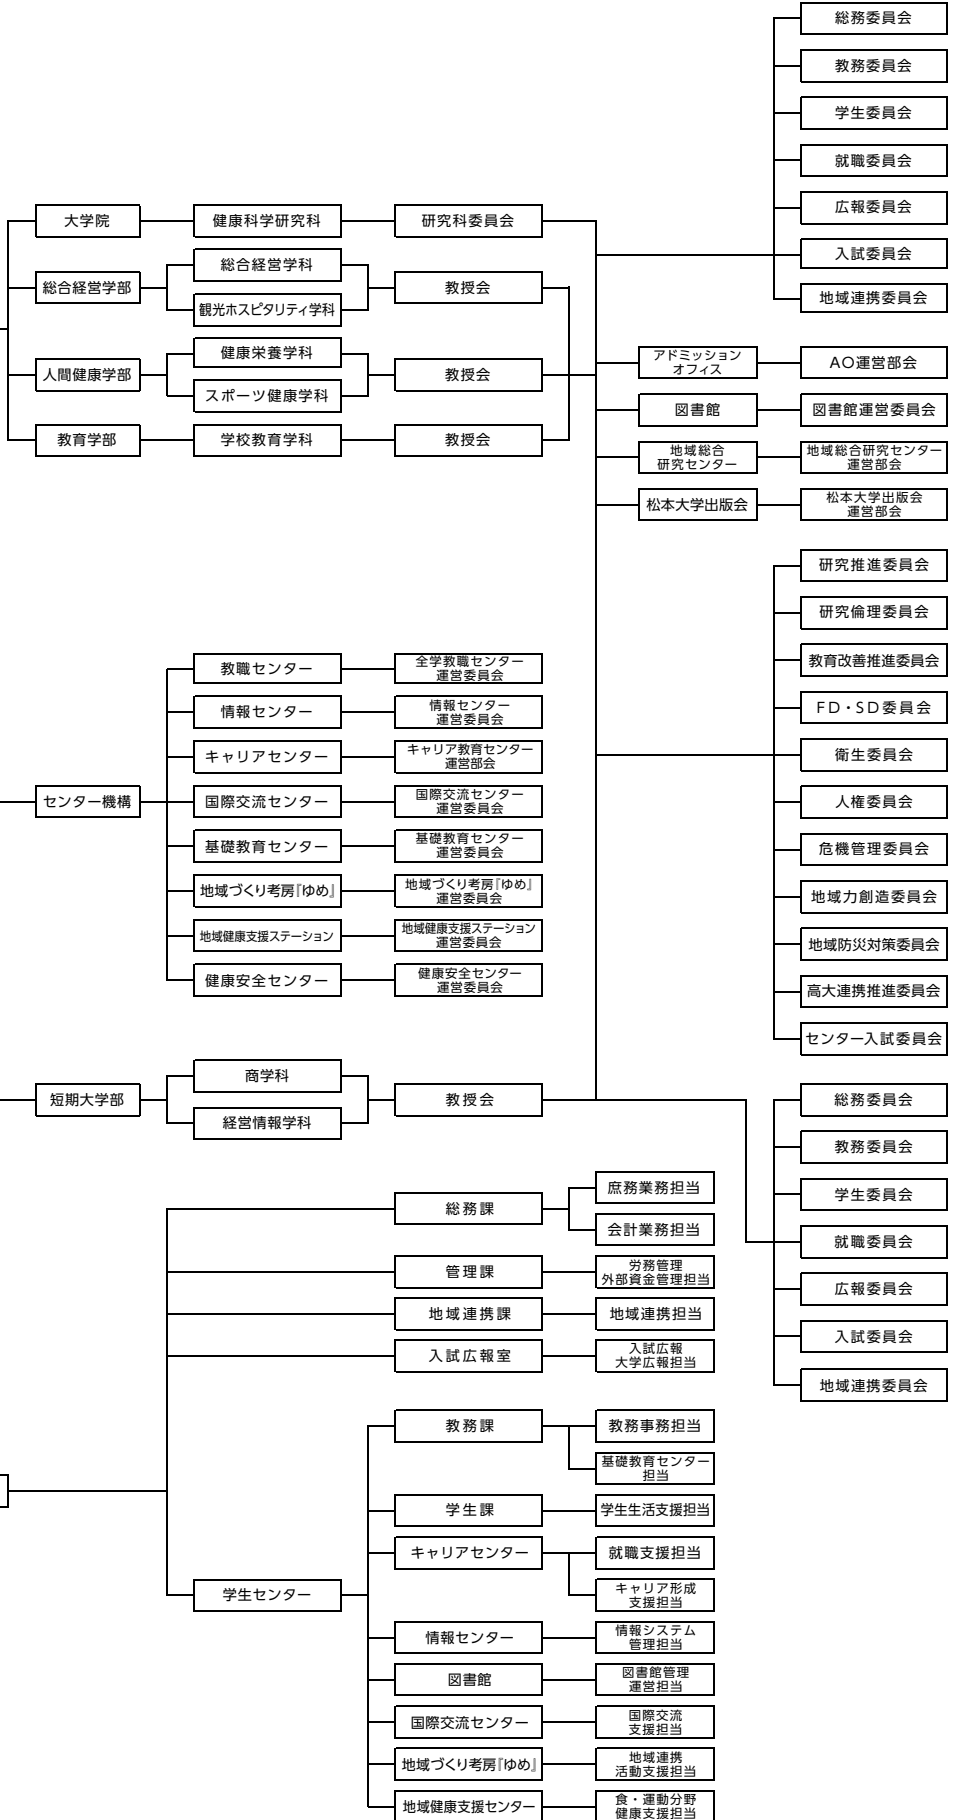 総務委員会
教務委員会
学生委員会
就職委員会
広報委員会
入試委員会
地域連携委員会
大学院
健康科学研究科
研究科委員会
総合経営学部
総合経営学科
観光ホスピタリティ学科
教授会
人間健康学部
健康栄養学科
スポーツ健康学科
教授会
教育学部
学校教育学科
教授会
アドミッション
オフィス
AO運営部会
図書館
図書館運営委員会
地域総合
研究センター
地域総合研究センター
運営部会
松本大学出版会
松本大学出版会
運営部会
研究推進委員会
研究倫理委員会
教育改善推進委員会
FD・SD委員会
衛生委員会
人権委員会
危機管理委員会
地域力創造委員会
地域防災対策委員会
高大連携推進委員会
センター入試委員会
センター機構
教職センター
全学教職センター
運営委員会
情報センター
情報センター
運営委員会
キャリアセンター
キャリア教育センター
運営部会
国際交流センター
国際交流センター
運営委員会
基礎教育センター
基礎教育センター
運営委員会
地域づくり考房『ゆめ』
地域づくり考房『ゆめ』
運営委員会
地域健康支援ステーション
地域健康支援ステーション
運営委員会
健康安全センター
健康安全センター
運営委員会
短期大学部
商学科
経営情報学科
教授会
総務委員会
教務委員会
学生委員会
就職委員会
広報委員会
入試委員会
地域連携委員会
総務課
庶務業務担当
会計業務担当
管理課
労務管理
外部資金管理担当
地域連携課
地域連携担当
入試広報室
入試広報
大学広報担当
学生センター
教務課
教務事務担当
基礎教育センター
担当
学生課
学生生活支援担当
キャリアセンター
就職支援担当
キャリア形成
支援担当
情報センター
情報システム
管理担当
図書館
図書館管理
運営担当
国際交流センター
国際交流
支援担当
地域づくり考房『ゆめ』
地域連携
活動支援担当
地域健康支援センター
食・運動分野
健康支援担当